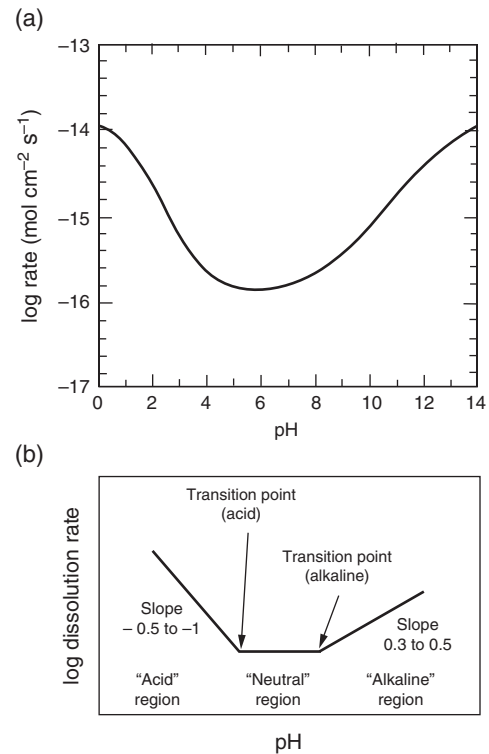 (a)
−13
−14
−15
−16
−17
log rate (mol cm⁻² s⁻¹)
0 2 4 6 8 10 12 14
pH
(b)
Transition point
(acid)
Transition point
(alkaline)
Slope
− 0.5 to −1
Slope
0.3 to 0.5
"Acid"
region
"Neutral"
region
"Alkaline"
region
log dissolution rate
pH